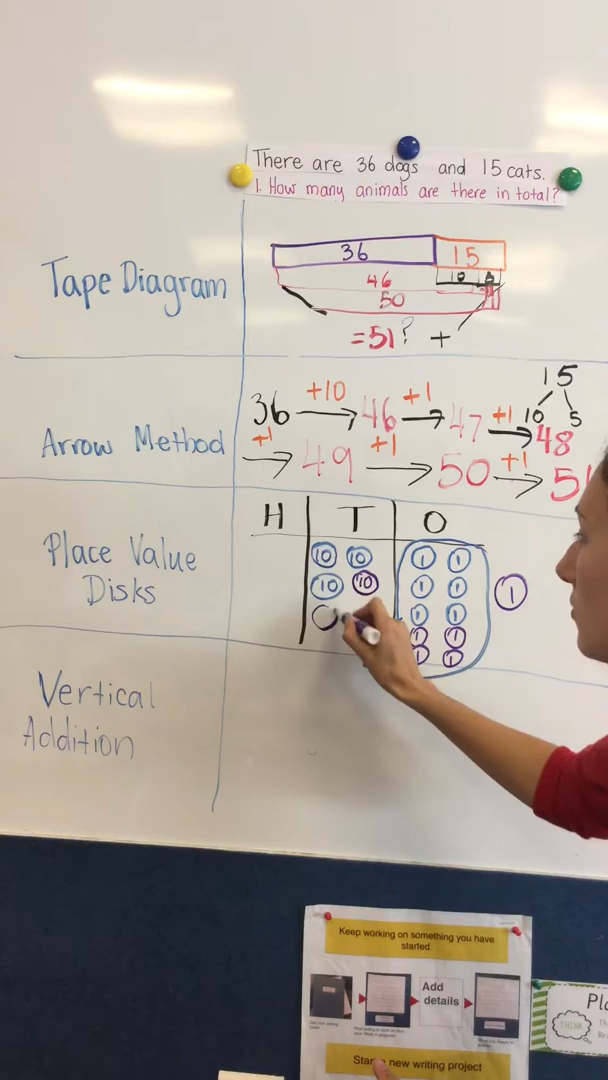 There are 36 dogs and 15 cats.
1. How many animals are there in total?
Tape Diagram
36 15
46 10
50
=51? +
Arrow Method
15
10 5
36 +10 46 +1 47 +1 48
+1 49 +1 50 +1 51
H T O
Place Value
Disks
10 10 1 1
10 10 1 1 1
1 1
1 1
1 1
Vertical
Addition
Keep working on something you have
started
Add
details
Start a new writing project
THINK